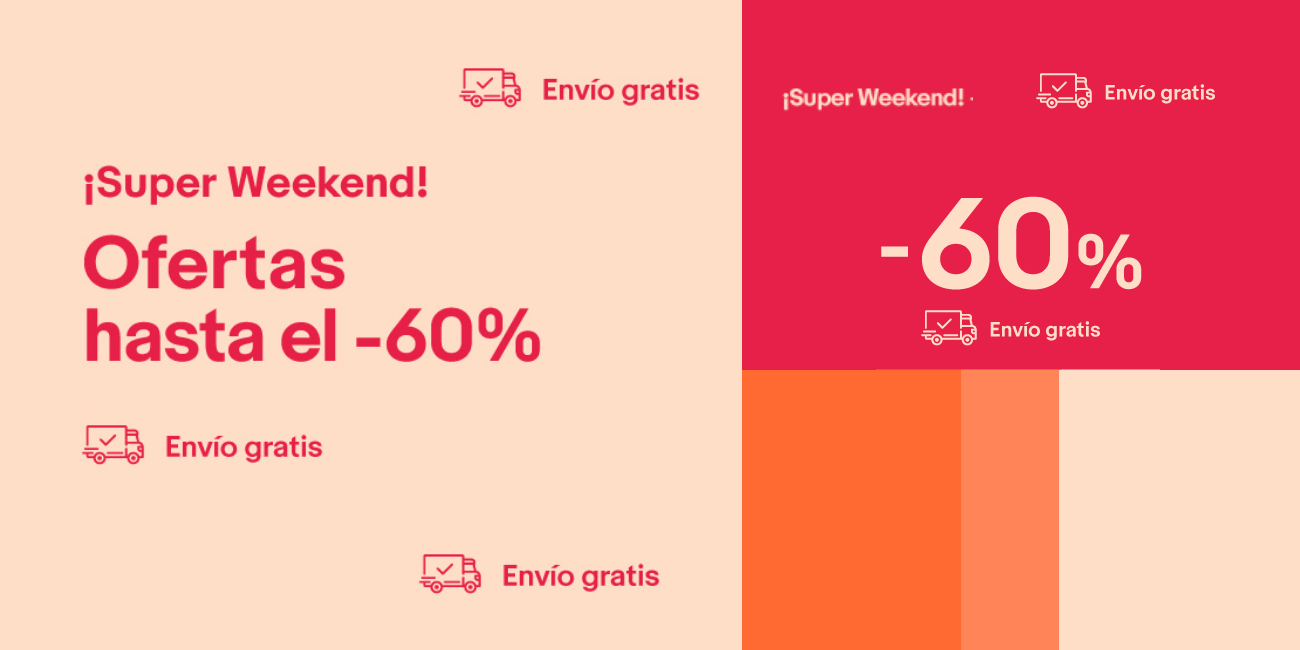 Envío gratis
¡Super Weekend!
Ofertas
hasta el -60%
Envío gratis
Envío gratis
¡Super Weekend! ·
Envío gratis
-60%
Envío gratis